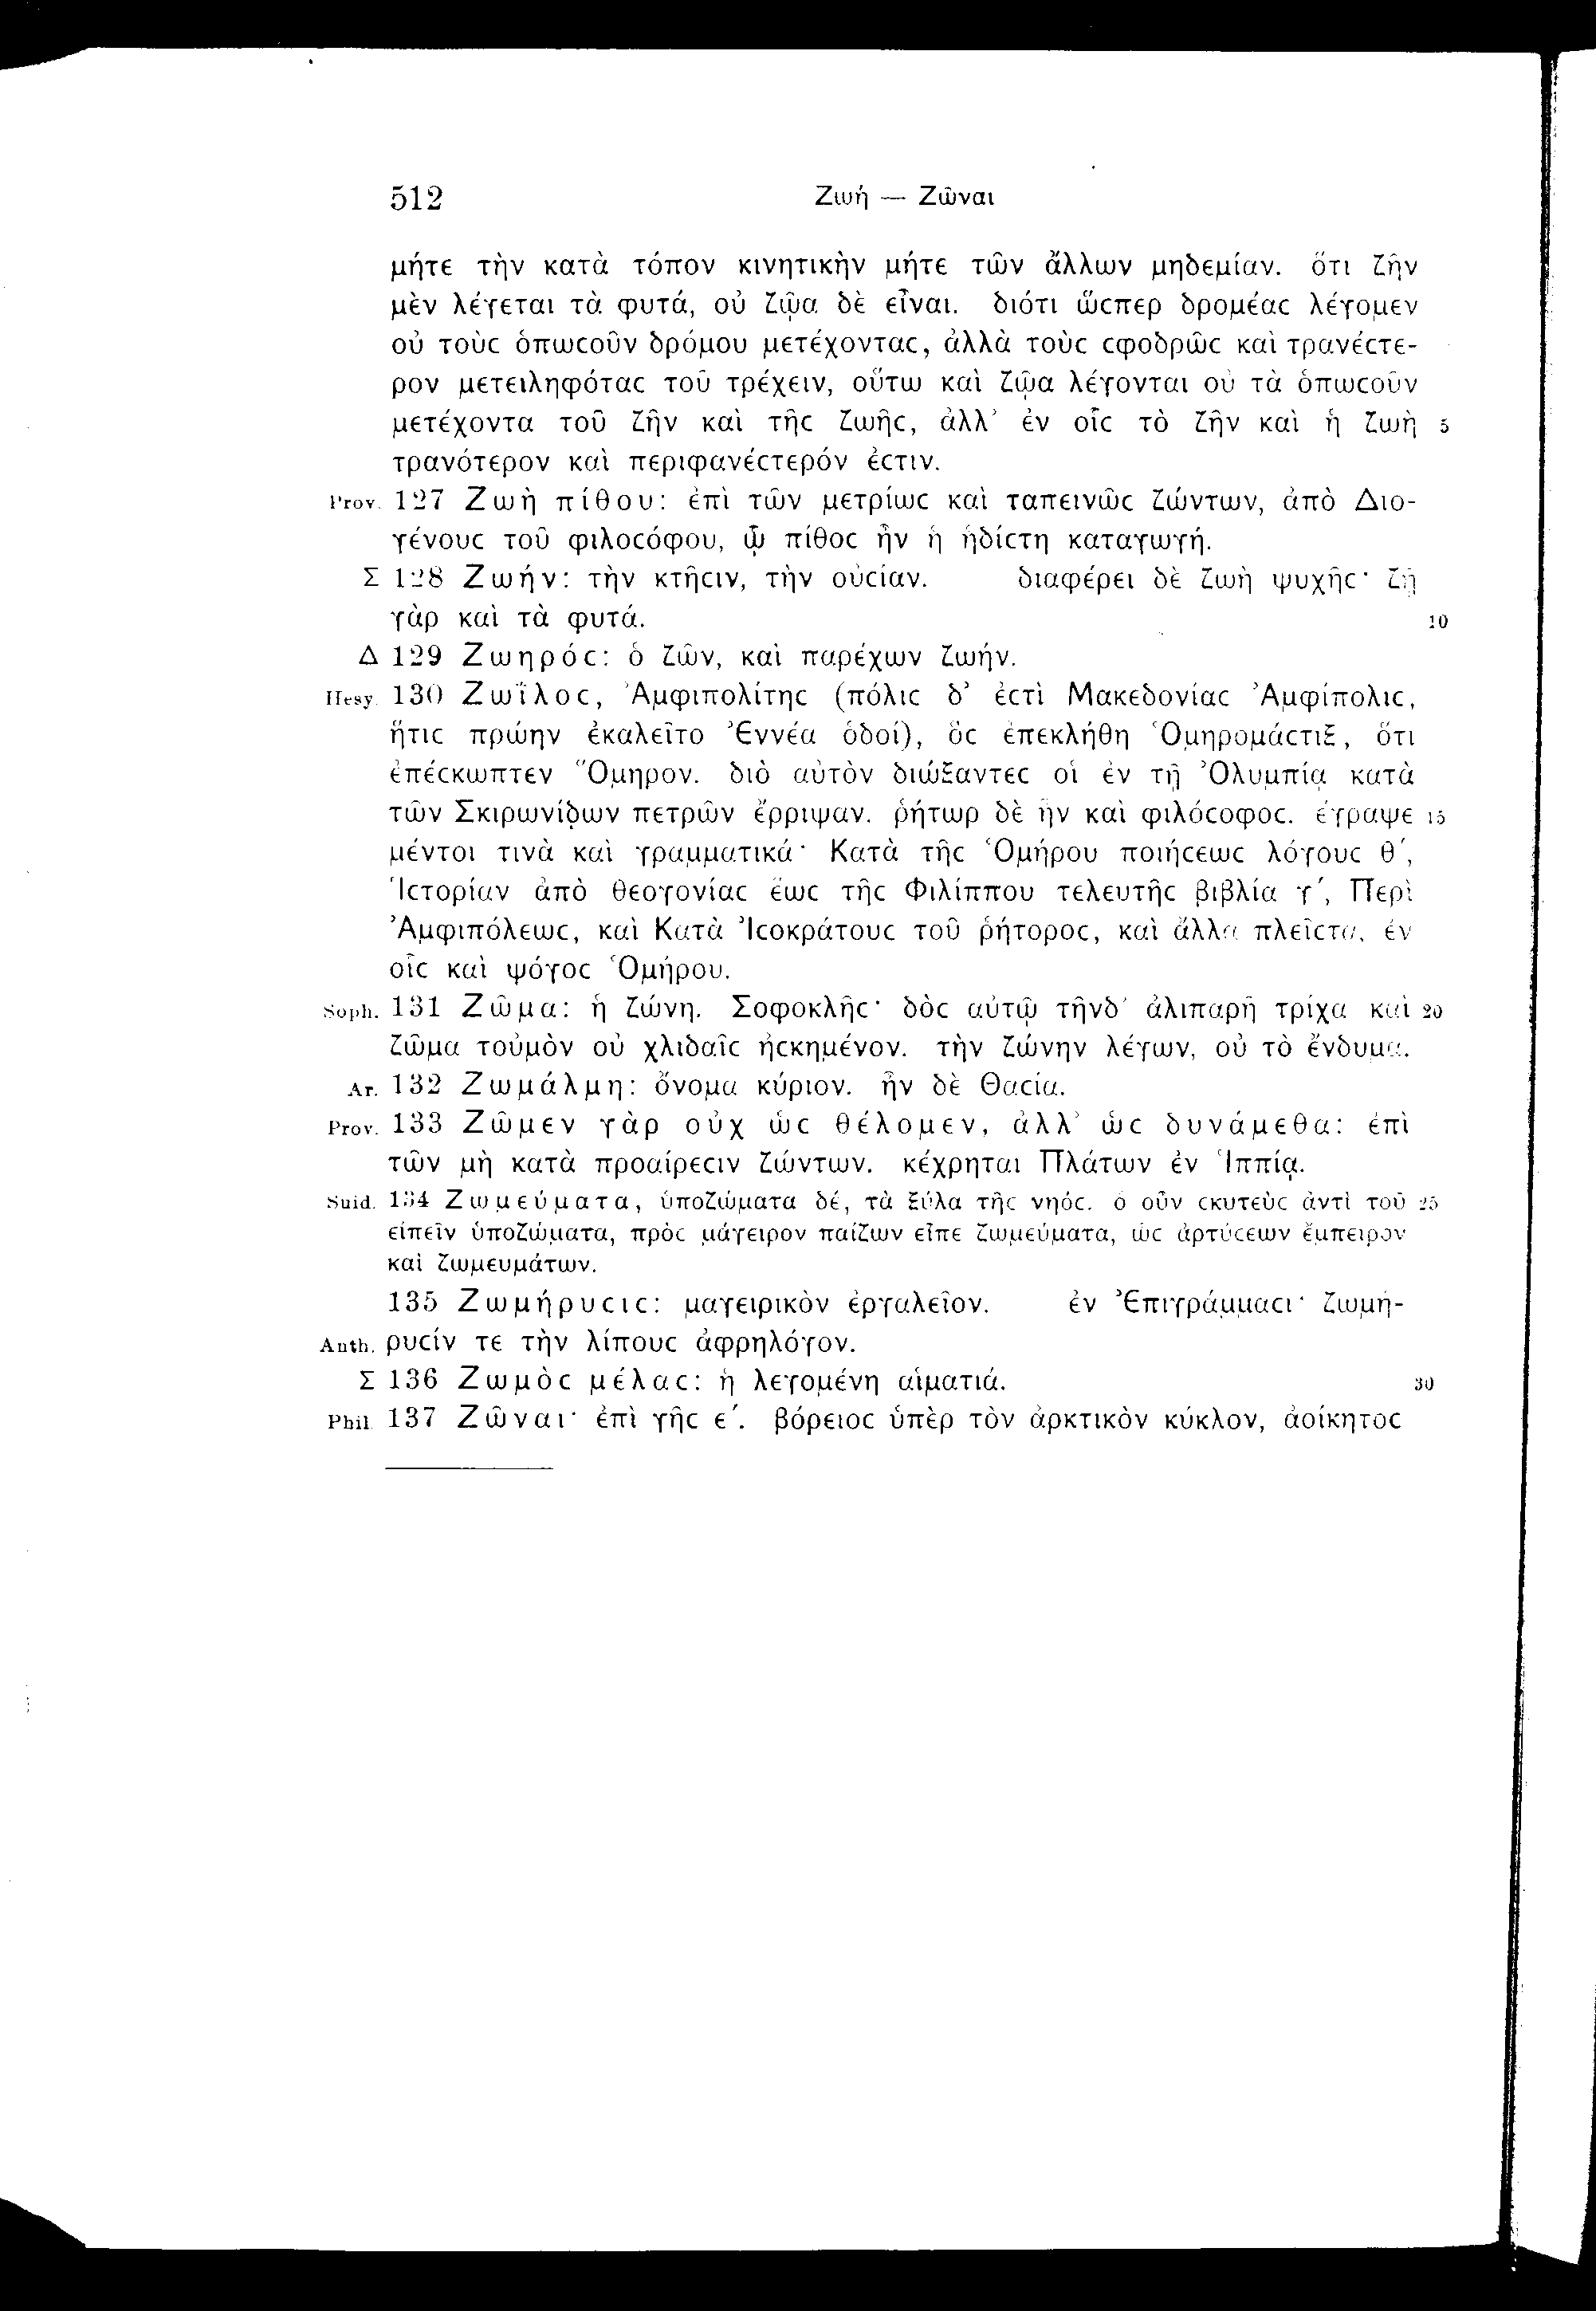 512 Ζωή — Ζῶναι
μήτε τὴν κατὰ τόπον κινητικὴν μήτε τῶν ἄλλων μηδεμίαν. ὅτι ζῆν
μὲν λέγεται τὰ φυτά, οὐ ζῷα δὲ εἶναι. διότι ὥϲπερ δρομέαϲ λέγομεν
οὐ τοὺϲ ὁπωϲοῦν δρόμου μετέχονταϲ, ἀλλὰ τοὺϲ ϲφοδρῶϲ καὶ τρανέϲτε-
ρον μετειληφόταϲ τοῦ τρέχειν, οὕτω καὶ ζῷα λέγονται οὐ τὰ ὁπωϲοῦν
μετέχοντα τοῦ ζῆν καὶ τῆϲ ζωῆϲ, ἀλλ’ ἐν οἷϲ τὸ ζῆν καὶ ἡ ζωὴ 5
τρανότερον καὶ περιφανέϲτερόν ἐϲτιν.
Prov. 127 Ζωὴ πίθου: ἐπὶ τῶν μετρίωϲ καὶ ταπεινῶϲ ζώντων, ἀπὸ Διο-
γένουϲ τοῦ φιλοϲόφου, ᾧ πίθοϲ ἦν ἡ ἡδίϲτη καταγωγή.
Σ 128 Ζωήν: τὴν κτῆϲιν, τὴν οὐϲίαν. διαφέρει δὲ ζωὴ ψυχῆϲ· ζῇ
γὰρ καὶ τὰ φυτά. 10
Δ 129 Ζωηρόϲ: ὁ ζῶν, καὶ παρέχων ζωήν.
Hesy. 130 Ζωΐλοϲ, Ἀμφιπολίτηϲ (πόλιϲ δ’ ἐϲτὶ Μακεδονίαϲ Ἀμφίπολιϲ,
ἥτιϲ πρώην ἐκαλεῖτο Ἐννέα ὁδοί), ὃϲ ἐπεκλήθη Ὁμηρομάϲτιξ, ὅτι
ἐπέϲκωπτεν Ὅμηρον. διὸ αὐτὸν διώξαντεϲ οἱ ἐν τῇ Ὀλυμπίᾳ κατὰ
τῶν Σκιρωνίδων πετρῶν ἔρριψαν. ῥήτωρ δὲ ἦν καὶ φιλόϲοφοϲ. ἔγραψε 15
μέντοι τινὰ καὶ γραμματικά· Κατὰ τῆϲ Ὁμήρου ποιήϲεωϲ λόγουϲ θʹ,
Ἱϲτορίαν ἀπὸ θεογονίαϲ ἕωϲ τῆϲ Φιλίππου τελευτῆϲ βιβλία γʹ, Περὶ
Ἀμφιπόλεωϲ, καὶ Κατὰ Ἰϲοκράτουϲ τοῦ ῥήτοροϲ, καὶ ἄλλα πλεῖϲτα, ἐν
οἷϲ καὶ ψόγοϲ Ὁμήρου.
Soph. 131 Ζῶμα: ἡ ζώνη. Σοφοκλῆϲ· δὸϲ αὐτῷ τῆνδ’ ἀλιπαρῆ τρίχα καὶ 20
ζῶμα τοὐμὸν οὐ χλιδαῖϲ ἠϲκημένον. τὴν ζώνην λέγων, οὐ τὸ ἔνδυμα.
Ar. 132 Ζωμάλμη: ὄνομα κύριον. ἦν δὲ Θαϲία.
Prov. 133 Ζῶμεν γὰρ οὐχ ὡϲ θέλομεν, ἀλλ’ ὡϲ δυνάμεθα: ἐπὶ
τῶν μὴ κατὰ προαίρεϲιν ζώντων. κέχρηται Πλάτων ἐν Ἱππίᾳ.
Suid. 134 Ζωμεύματα, ὑποζώματα δέ, τὰ ξύλα τῆϲ νηόϲ. ὁ οὖν ϲκυτεὺϲ ἀντὶ τοῦ 25
εἰπεῖν ὑποζώματα, πρὸϲ μάγειρον παίζων εἶπε ζωμεύματα, ὡϲ ἀρτύϲεων ἔμπειρον
καὶ ζωμευμάτων.
135 Ζωμήρυϲιϲ: μαγειρικὸν ἐργαλεῖον. ἐν Ἐπιγράμμαϲι· ζωμή-
Anth. ρυϲίν τε τὴν λίπουϲ ἀφρηλόγον.
Σ 136 Ζωμὸϲ μέλαϲ: ἡ λεγομένη αἱματιά. 30
Phil. 137 Ζῶναι· ἐπὶ γῆϲ εʹ. βόρειοϲ ὑπὲρ τὸν ἀρκτικὸν κύκλον, ἀοίκητοϲ